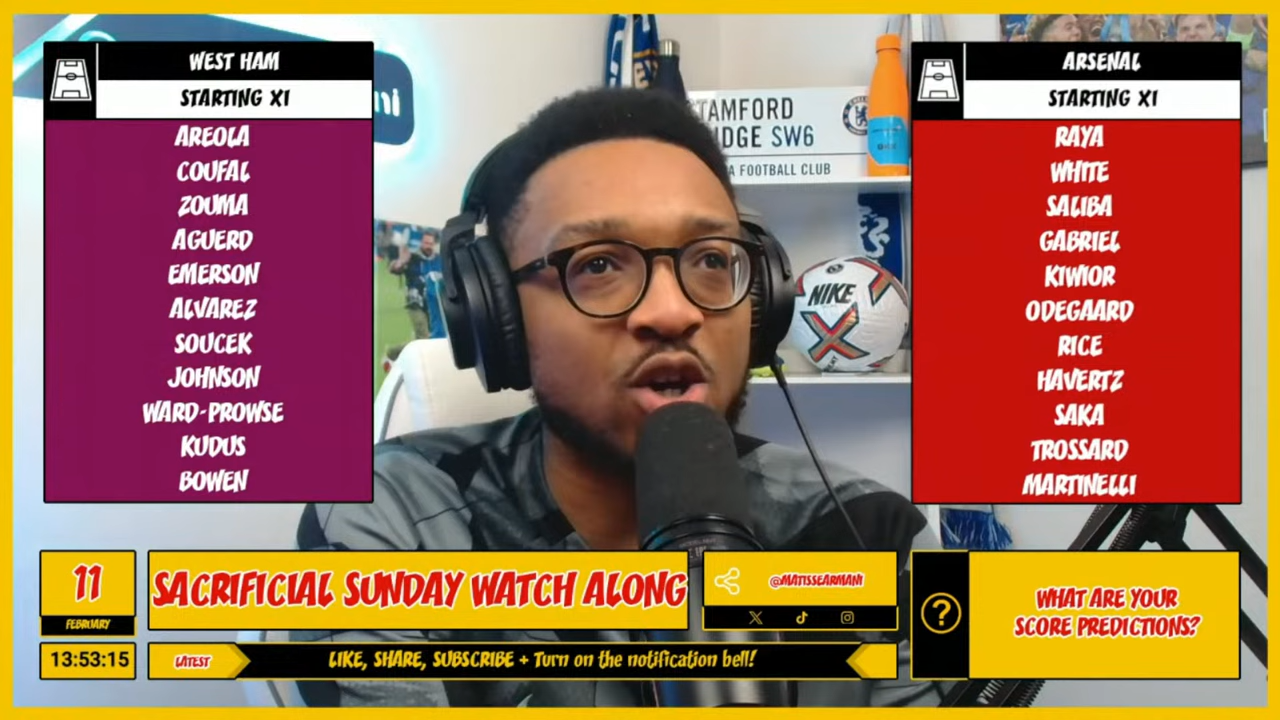 WEST HAM
STARTING XI
AREOLA
COUFAL
ZOUMA
AGUERD
EMERSON
ALVAREZ
SOUCEK
JOHNSON
WARD-PROWSE
KUDUS
BOWEN
ni
STAMFORD
IDGE SW6
A FOOTBALL CLUB
NIKE
ARSENAL
STARTING XI
RAYA
WHITE
SALIBA
GABRIEL
KIWIOR
ODEGAARD
RICE
HAVERTZ
SAKA
TROSSARD
MARTINELLI
11
FEBRUARY
13:53:15
SACRIFICIAL SUNDAY WATCH ALONG
@MATISSEARMANI
LATEST
LIKE, SHARE, SUBSCRIBE + Turn on the notification bell!
?
WHAT ARE YOUR
SCORE PREDICTIONS?